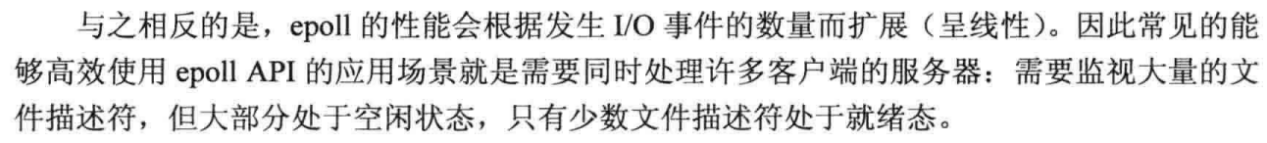 与之相反的是，epoll 的性能会根据发生 I/O 事件的数量而扩展（呈线性）。因此常见的能
够高效使用 epoll API 的应用场景就是需要同时处理许多客户端的服务器：需要监视大量的文
件描述符，但大部分处于空闲状态，只有少数文件描述符处于就绪态。